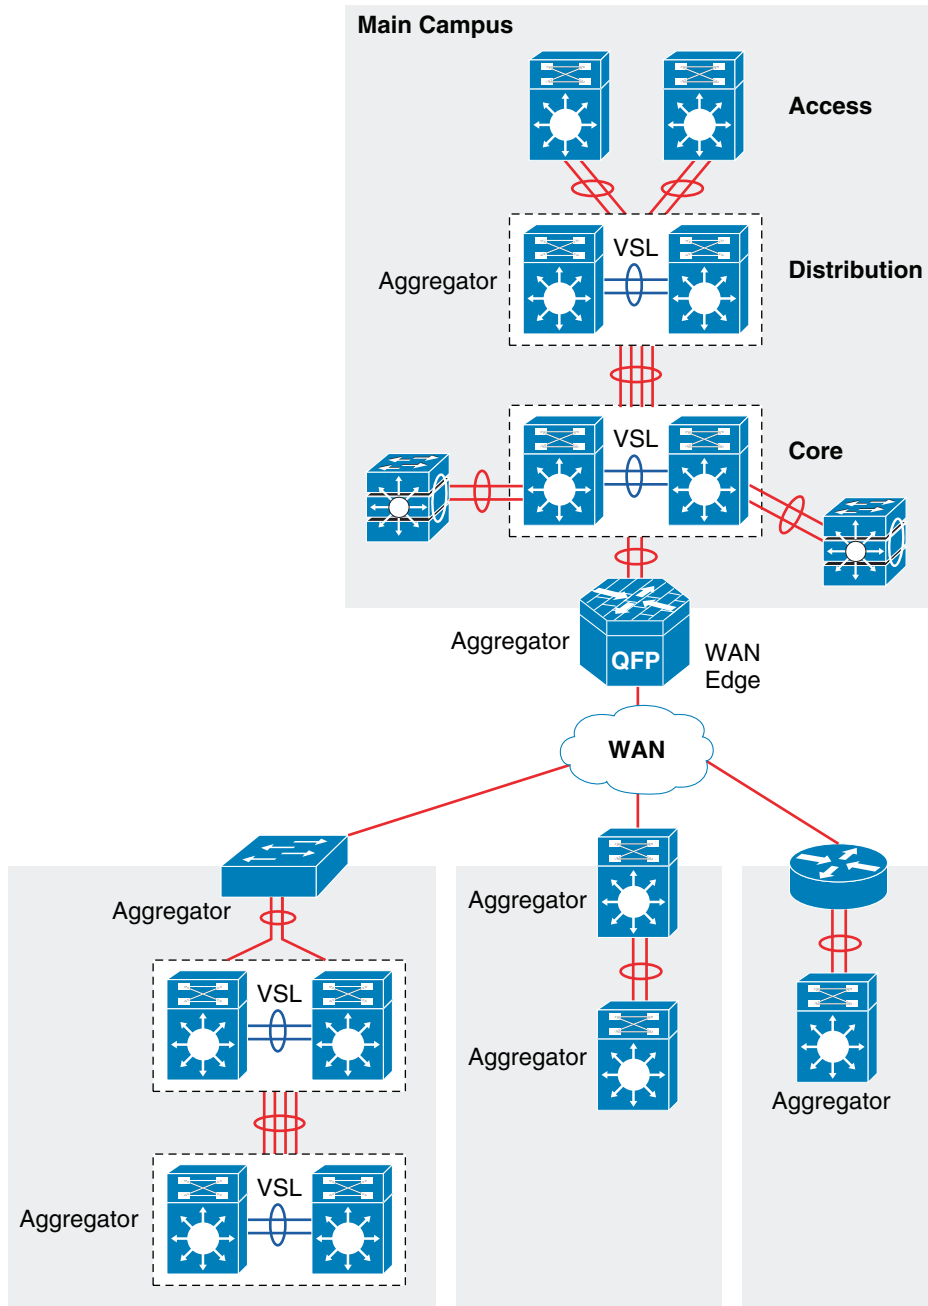 Main Campus
Access
VSL
Aggregator
Distribution
VSL
Core
Aggregator
QFP
WAN
Edge
WAN
Aggregator
Aggregator
VSL
Aggregator
Aggregator
VSL
Aggregator